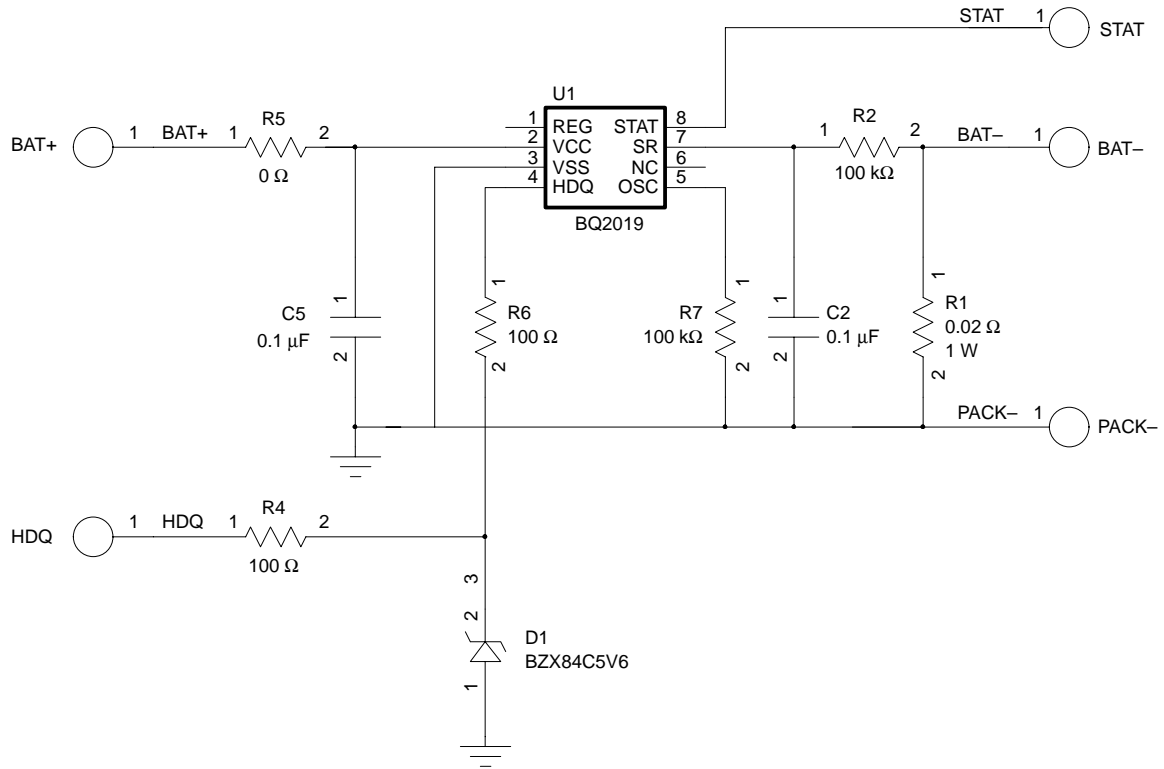 STAT 1 STAT
U1
BAT+ 1 BAT+ 1 R5 2
0 Ω
1 REG STAT 8
2 VCC SR 7
3 VSS NC 6
4 HDQ OSC 5
BQ2019
1 R2 2 BAT– 1 BAT–
100 kΩ
1 C5 2
0.1 μF
1 R6 2
100 Ω
1 R7 2
100 kΩ
1 C2 2
0.1 μF
1 R1 2
0.02 Ω
1 W
PACK– 1 PACK–
HDQ 1 HDQ 1 R4 2
100 Ω
3
2
D1
BZX84C5V6
1